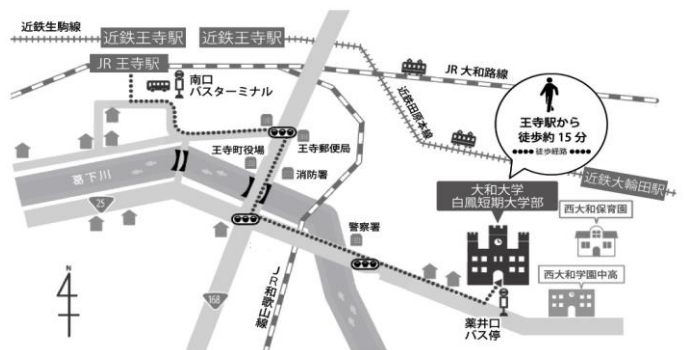 近鉄生駒線
近鉄王寺駅
近鉄王寺駅
JR 王寺駅
南口
バスターミナル
JR 大和路線
近鉄田原本線
王寺駅から
徒歩約 15 分
徒歩経路
王寺町役場
王寺郵便局
消防署
葛下川
25
近鉄大輪田駅
大和大学
白鳳短期大学部
西大和保育園
警察署
西大和学園中高
N
168
JR和歌山線
薬井口
バス停